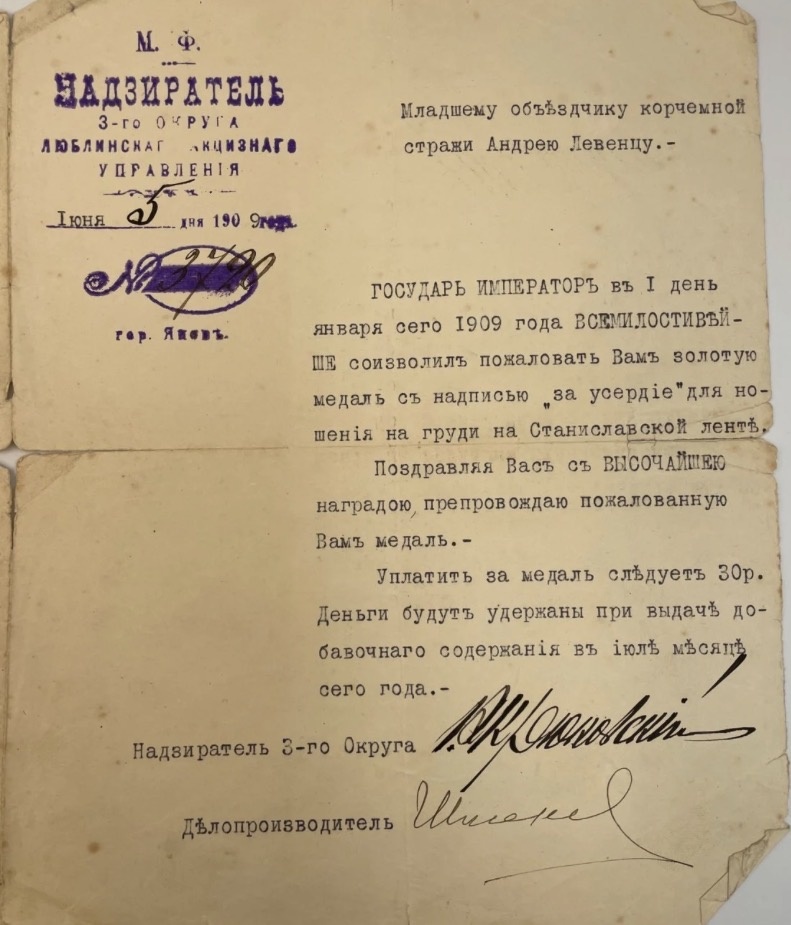 М. Ф.
НАДЗИРАТЕЛЬ
3-го ОКРУГА
ЛЮБЛИНСКАГ АКЦИЗНАГО
УПРАВЛЕНІЯ
Іюня 5 дня 1909 года.
№ 3720
гор. Яновъ.
Младшему объѣздчику корчемной
стражи Андрею Левенцу.-
ГОСУДАРЬ ИМПЕРАТОРЪ въ I день
января сего 1909 года ВСЕМИЛОСТИВѢЙ-
ШЕ соизволилъ пожаловать Вамъ золотую
медаль съ надписью „за усердіе" для но-
шенія на груди на Станиславской лентѣ.
Поздравляя Васъ съ ВЫСОЧАЙШЕЮ
наградою, препровождаю пожалованную
Вамъ медаль.-
Уплатить за медаль слѣдуетъ 30р.
Деньги будутъ удержаны при выдачѣ до-
бавочнаго содержанія въ іюлѣ мѣсяцѣ
сего года.-
Надзиратель 3-го Округа
Дѣлопроизводитель